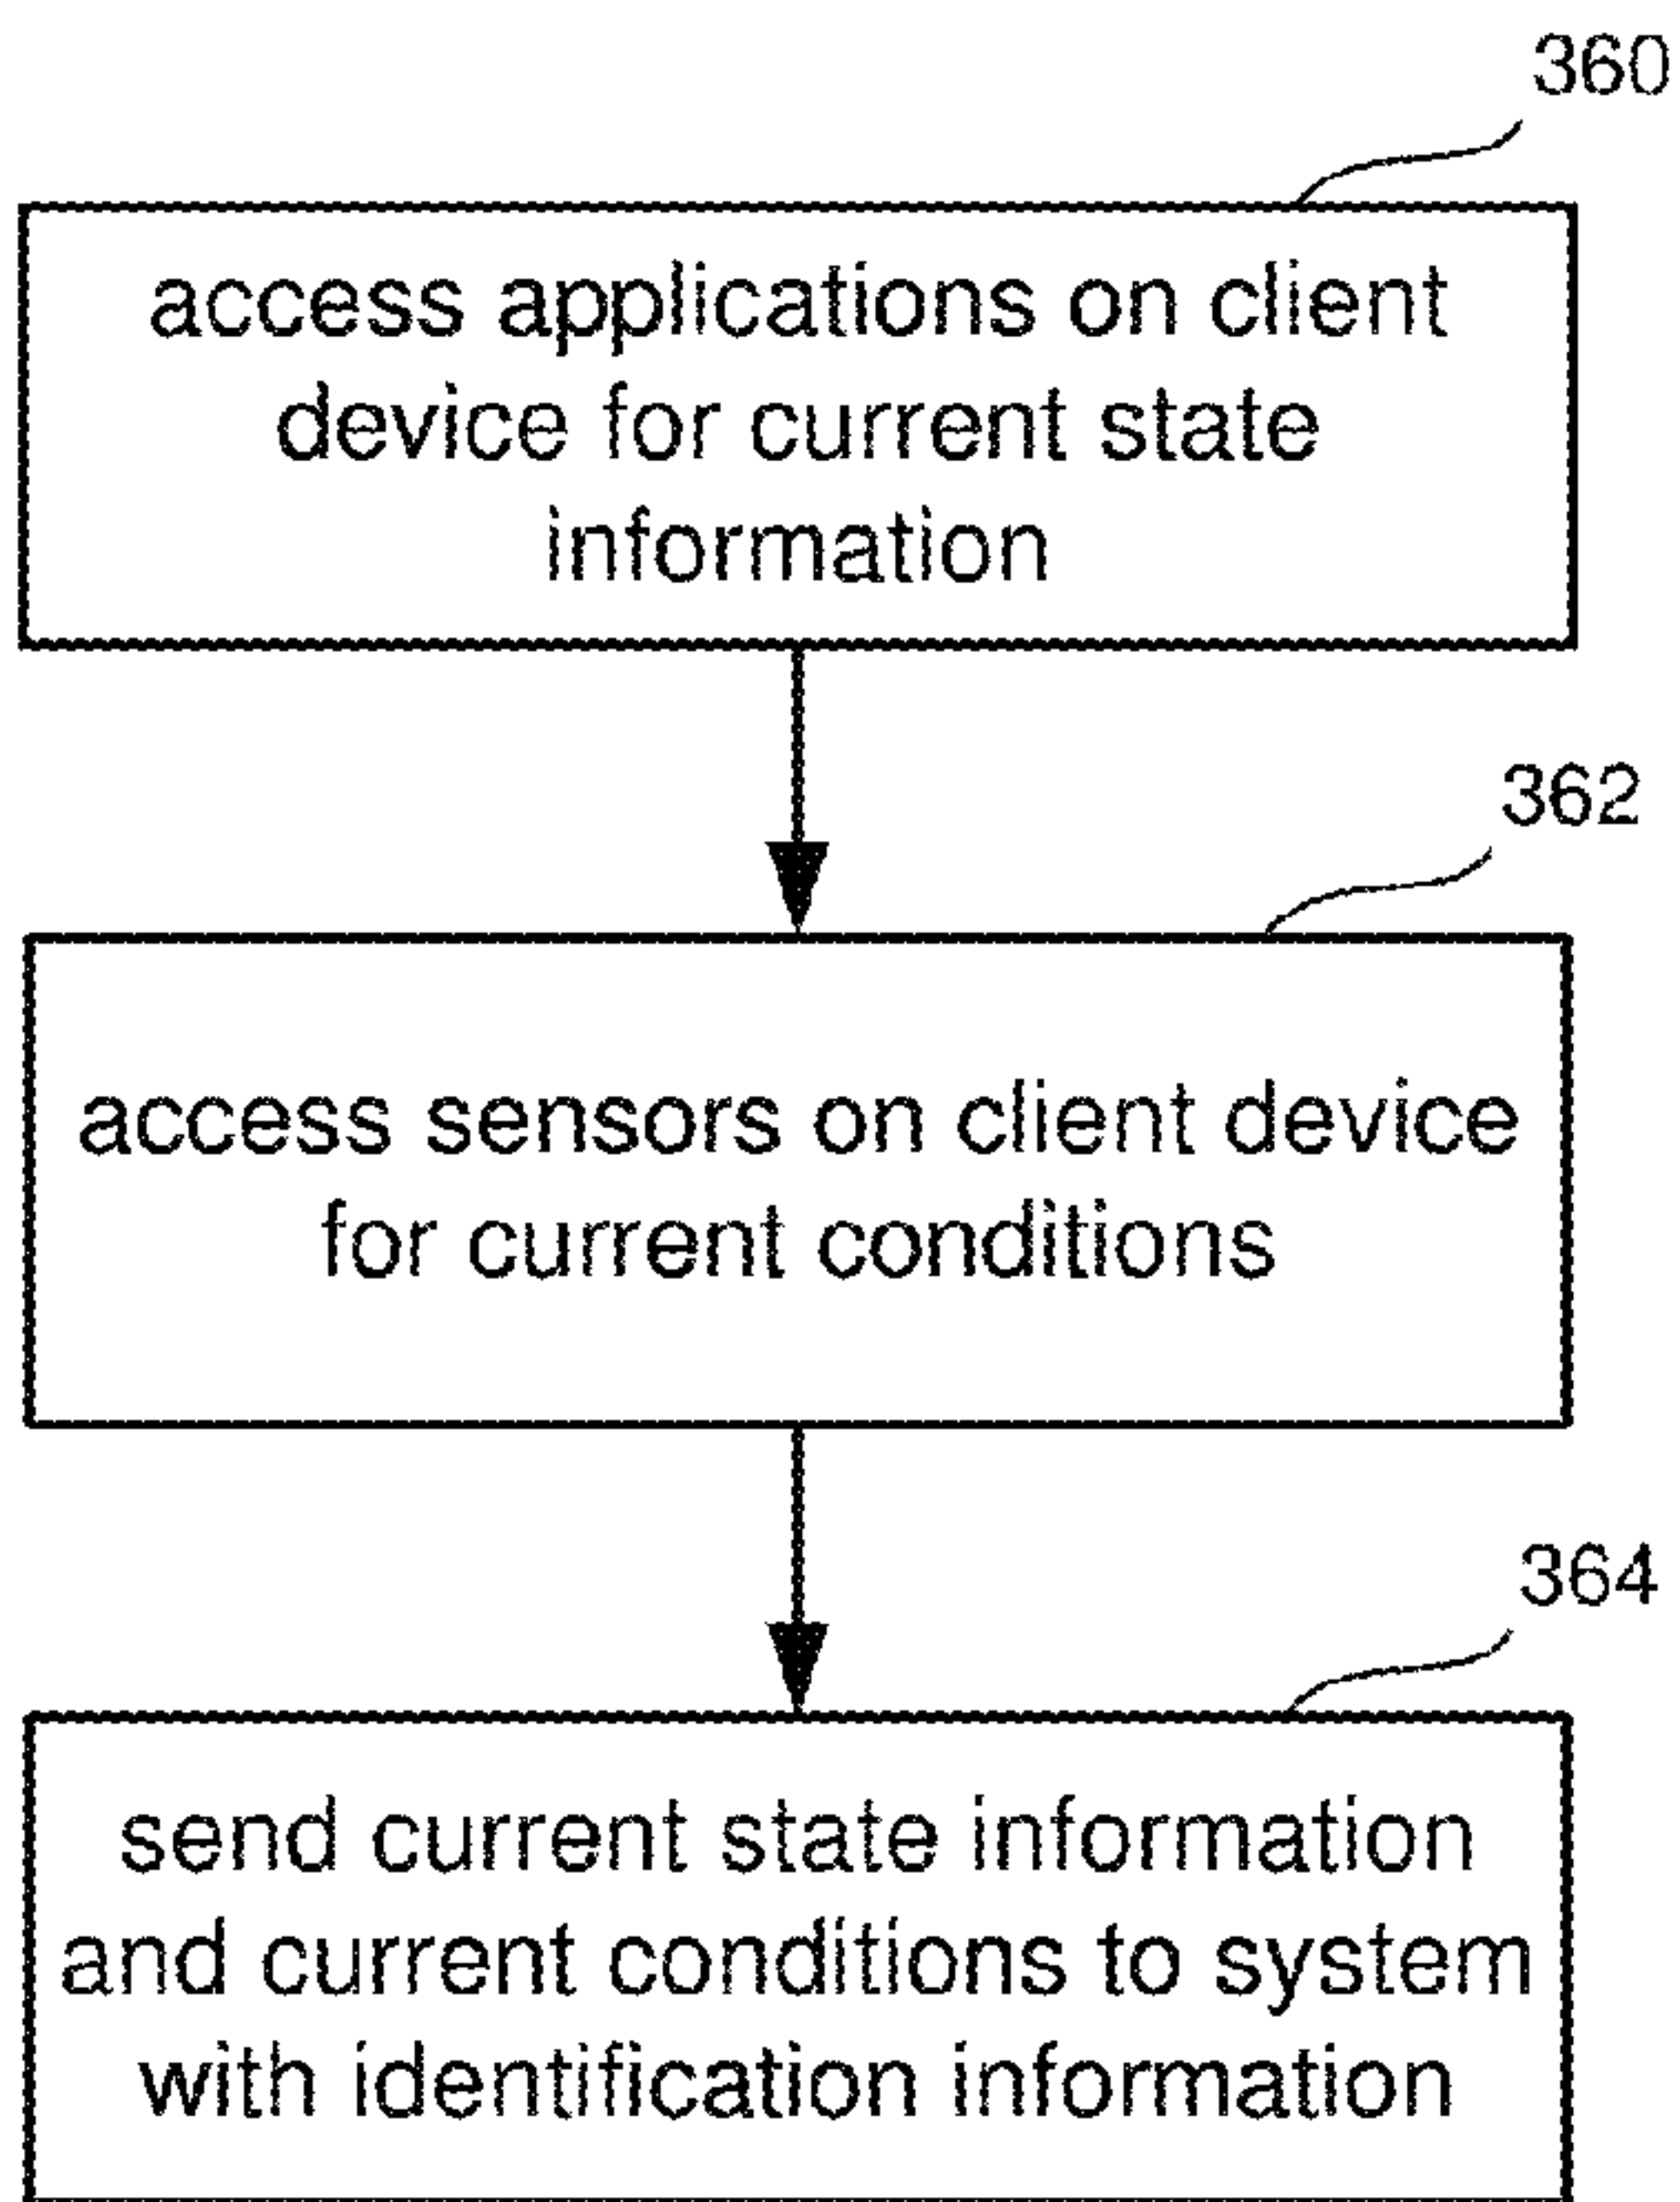 360
access applications on client
device for current state
information
362
access sensors on client device
for current conditions
364
send current state information
and current conditions to system
with identification information